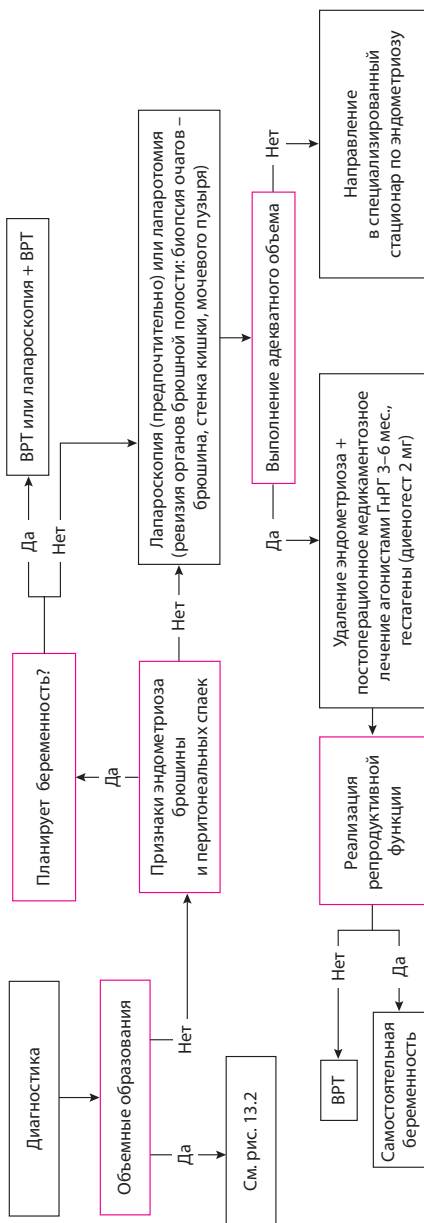 Диагностика
Объемные образования
Да
Нет
См. рис. 13.2
Признаки эндометриоза
брюшины
и перитонеальных спаек
Да
Нет
Планирует беременность?
Да
Нет
ВРТ или лапароскопия + ВРТ
Лапароскопия (предпочтительно) или лапаротомия
(ревизия органов брюшной полости: биопсия очагов –
брюшина, стенка кишки, мочевого пузыря)
Выполнение адекватного объема
Да
Нет
Направление
в специализированный
стационар по эндометриозу
Удаление эндометриоза +
постоперационное медикаментозное
лечение агонистами ГнРГ 3–6 мес.,
гестагены (диеногест 2 мг)
Реализация
репродуктивной
функции
Нет
Да
ВРТ
Самостоятельная
беременность